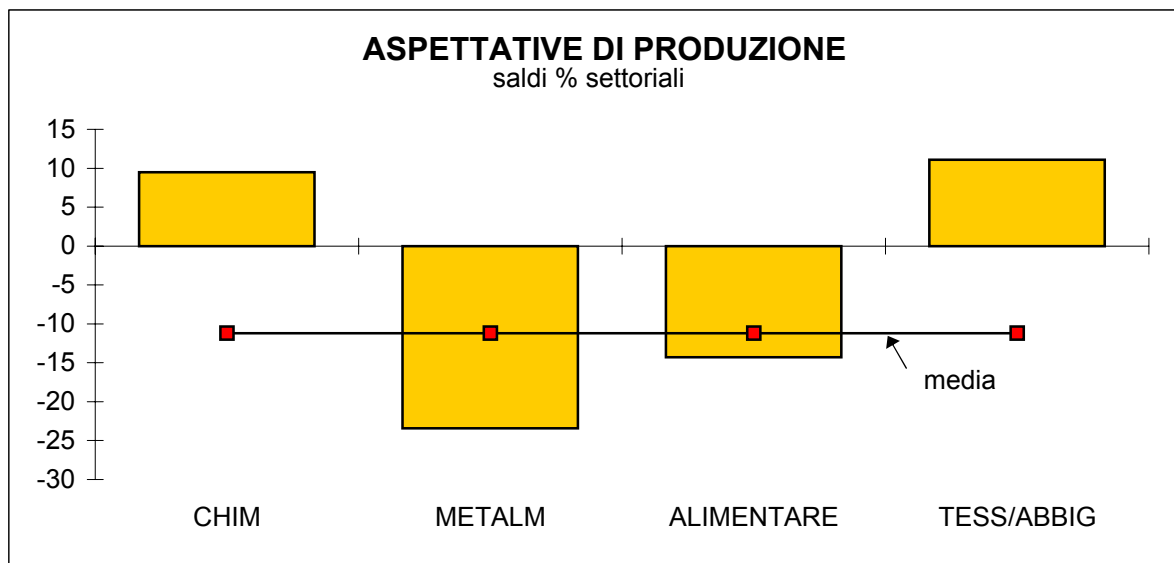 ASPETTATIVE DI PRODUZIONE
saldi % settoriali
15
10
5
0
-5
-10
-15
-20
-25
-30
media
CHIM METALM ALIMENTARE TESS/ABBIG